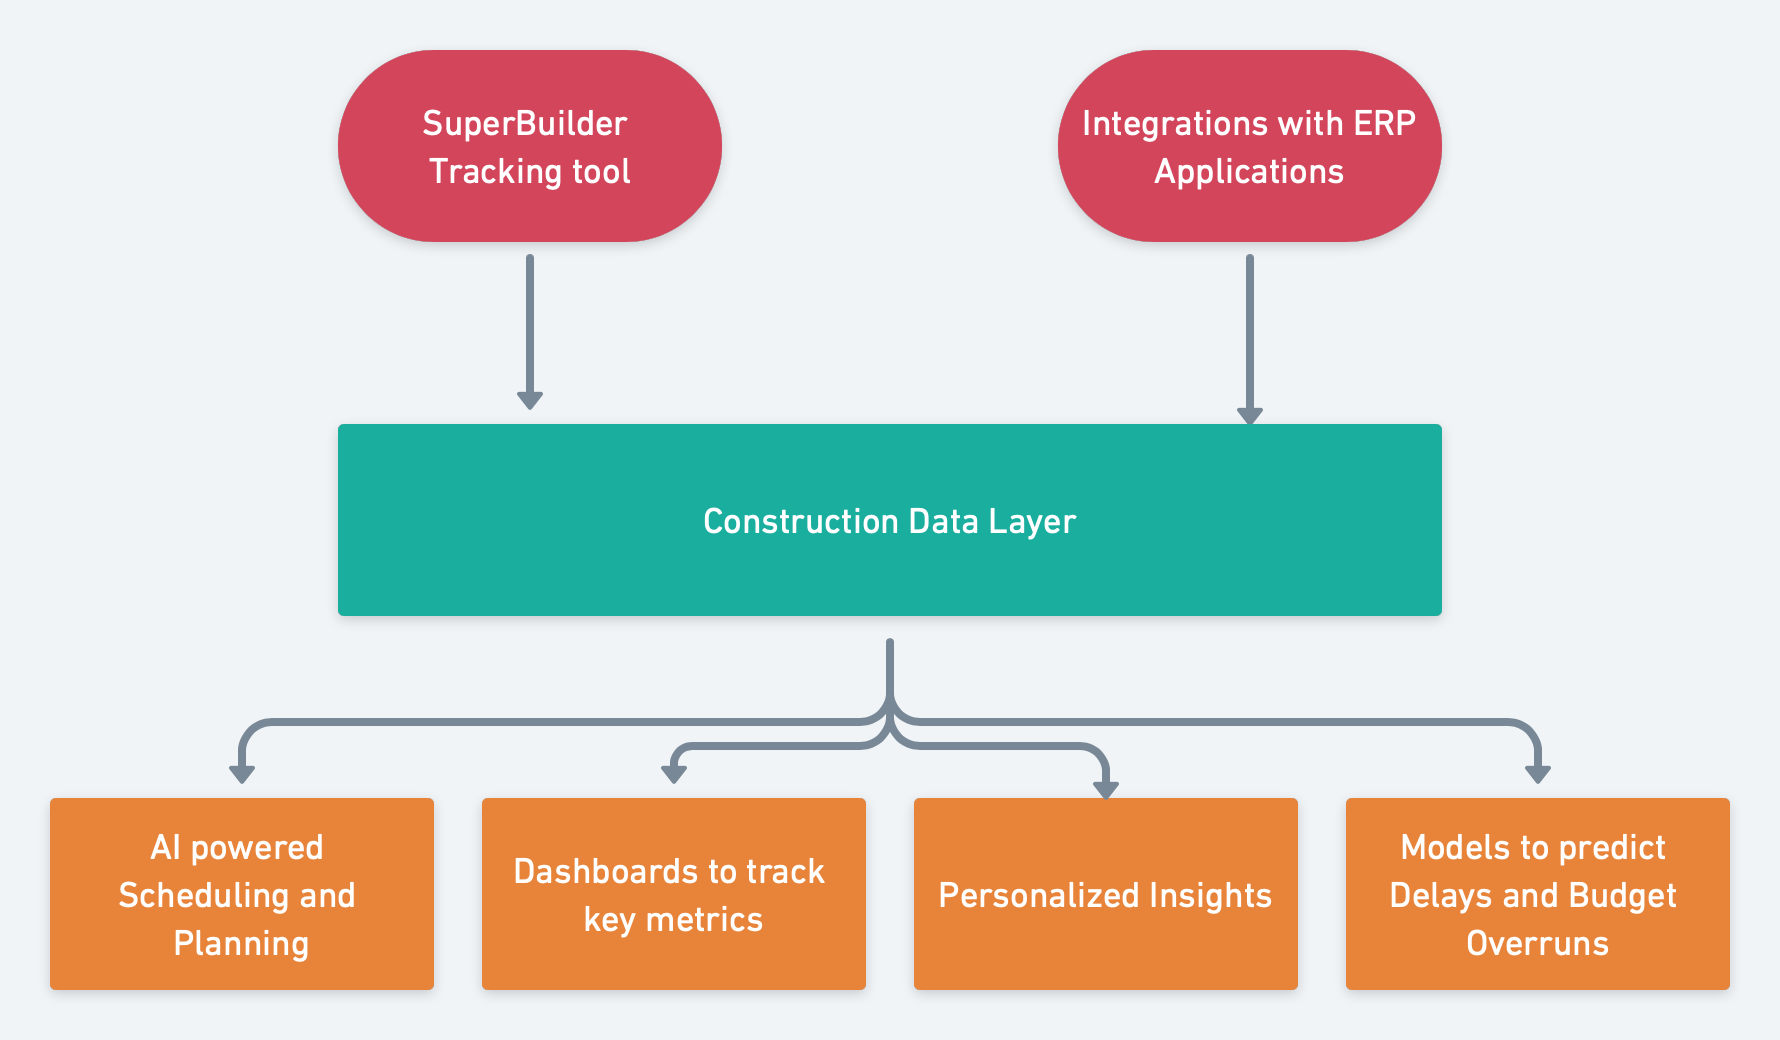 SuperBuilder
Tracking tool
Integrations with ERP
Applications
Construction Data Layer
AI powered
Scheduling and
Planning
Dashboards to track
key metrics
Personalized Insights
Models to predict
Delays and Budget
Overruns